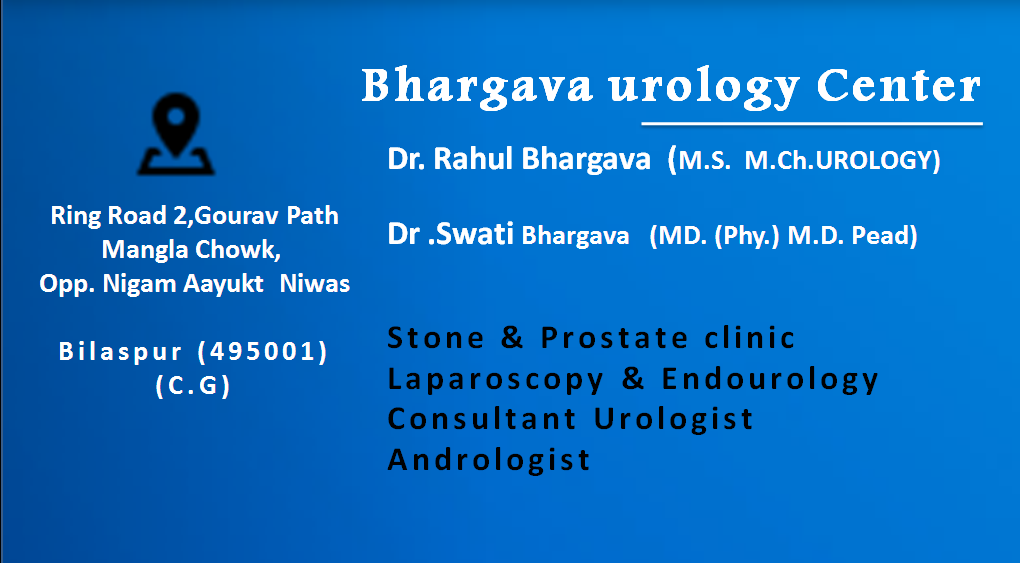 Bhargava urology Center
Dr. Rahul Bhargava (M.S. M.Ch.UROLOGY)
Dr .Swati Bhargava (MD. (Phy.) M.D. Pead)
Ring Road 2,Gourav Path
Mangla Chowk,
Opp. Nigam Aayukt Niwas
Bilaspur (495001)
(C.G)
Stone & Prostate clinic
Laparoscopy & Endourology
Consultant Urologist
Andrologist